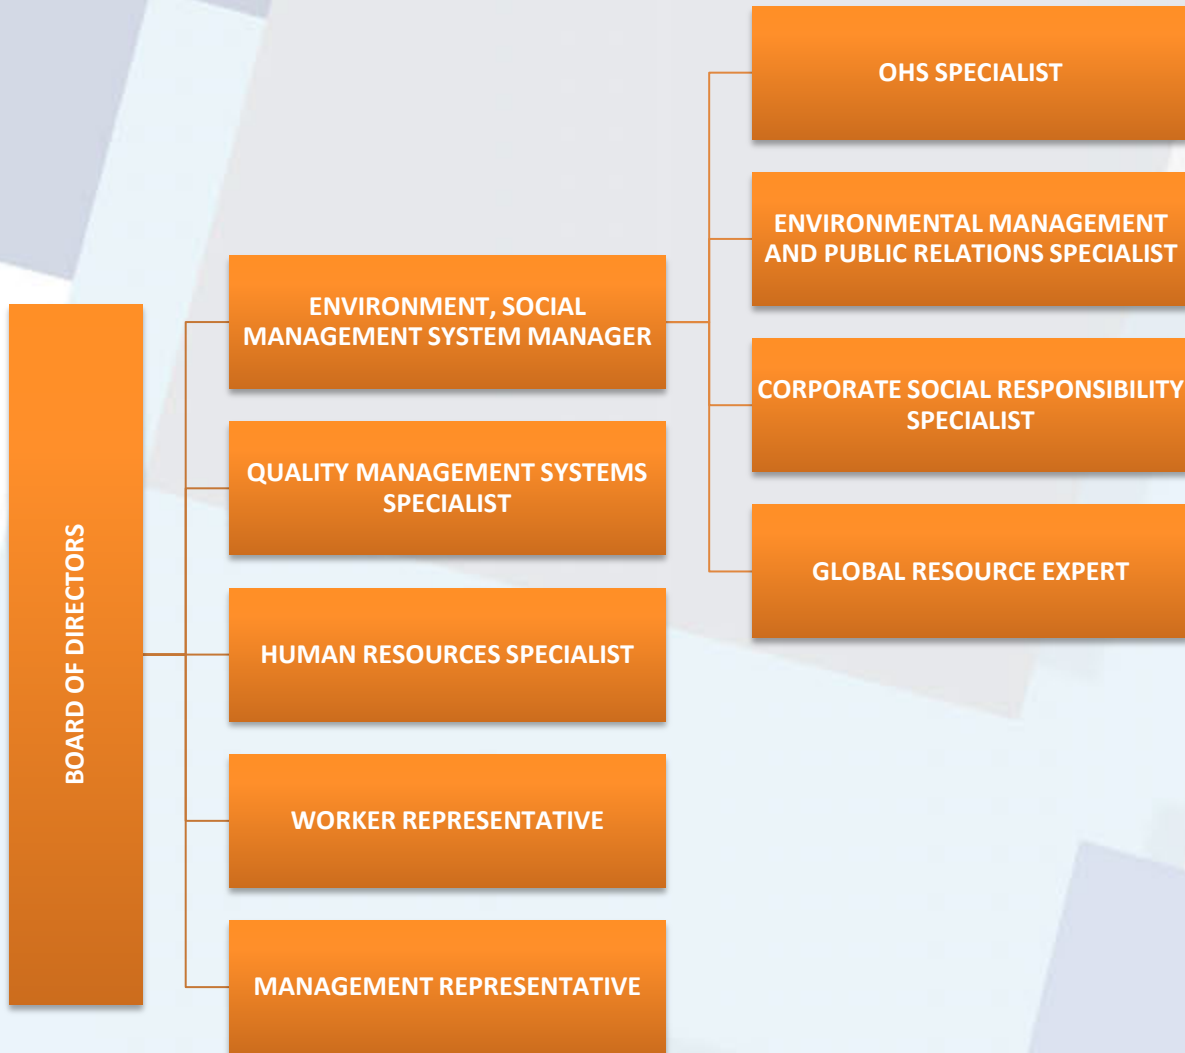 BOARD OF DIRECTORS
ENVIRONMENT, SOCIAL
MANAGEMENT SYSTEM MANAGER
QUALITY MANAGEMENT SYSTEMS
SPECIALIST
HUMAN RESOURCES SPECIALIST
WORKER REPRESENTATIVE
MANAGEMENT REPRESENTATIVE
OHS SPECIALIST
ENVIRONMENTAL MANAGEMENT
AND PUBLIC RELATIONS SPECIALIST
CORPORATE SOCIAL RESPONSIBILITY
SPECIALIST
GLOBAL RESOURCE EXPERT